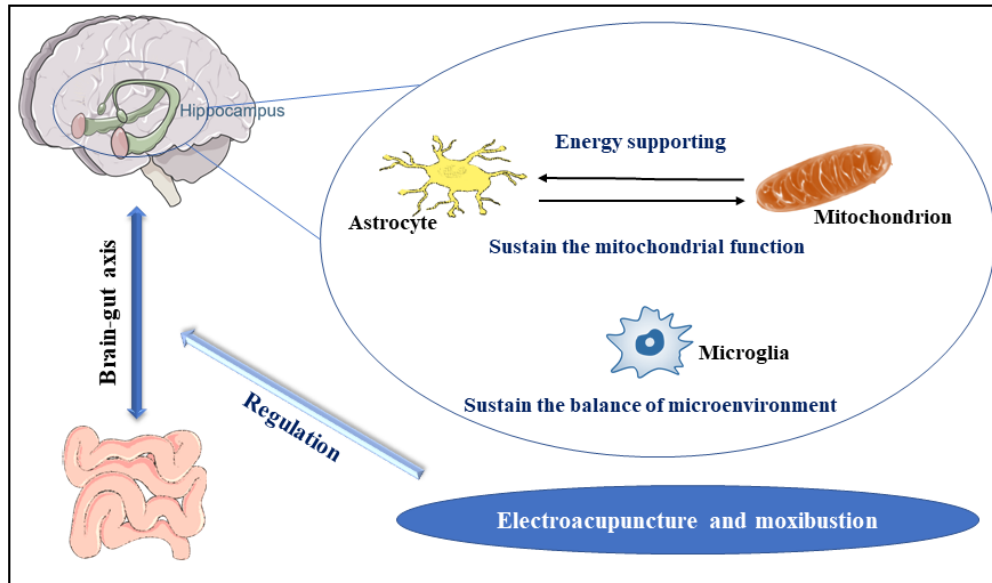 Hippocampus
Energy supporting
Astrocyte
Mitochondrion
Sustain the mitochondrial function
Brain-gut axis
Microglia
Regulation
Sustain the balance of microenvironment
Electroacupuncture and moxibustion